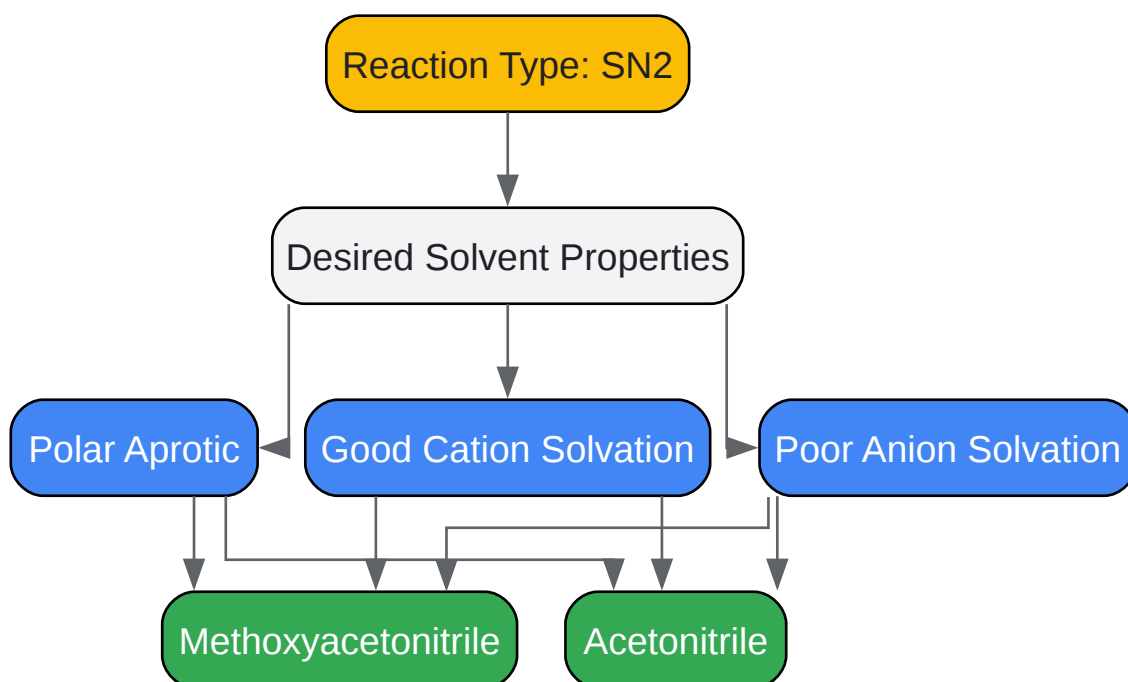 Reaction Type: SN2
Desired Solvent Properties
Polar Aprotic
Good Cation Solvation
Poor Anion Solvation
Methoxyacetonitrile
Acetonitrile